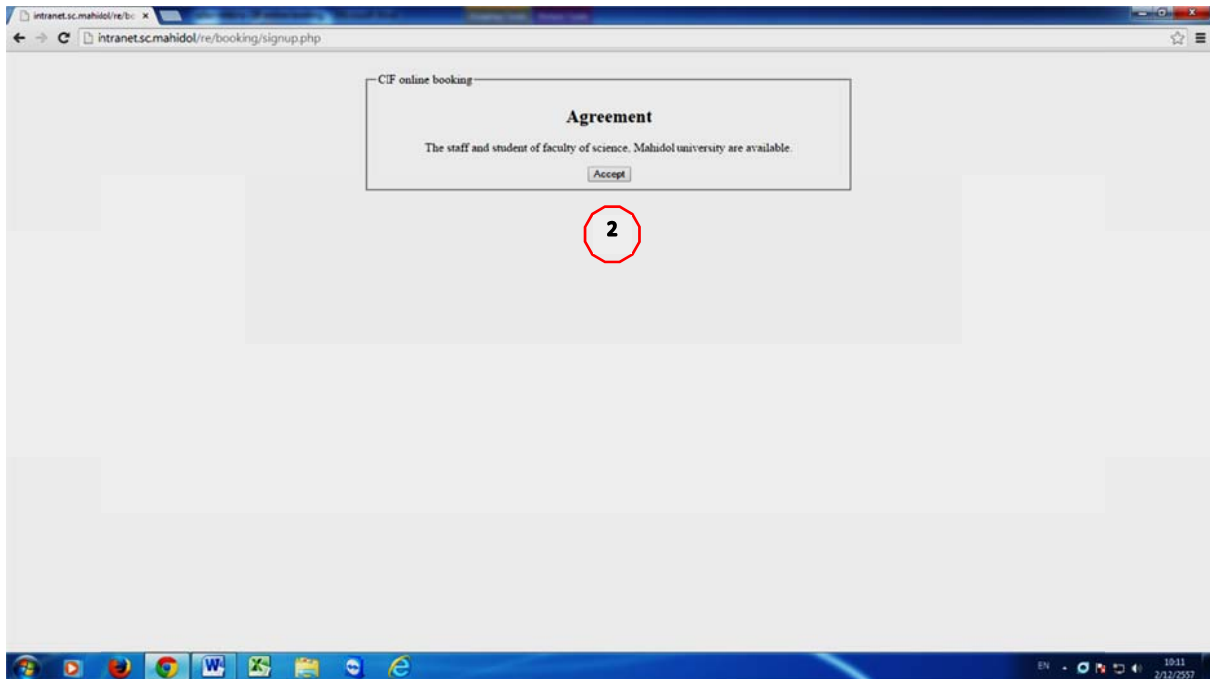 intranet.sc.mahidol/re/bc
intranet.sc.mahidol/re/booking/signup.php
CIF online booking
Agreement
The staff and student of faculty of science, Mahidol university are available.
Accept
2
EN
10:11
2/12/2557